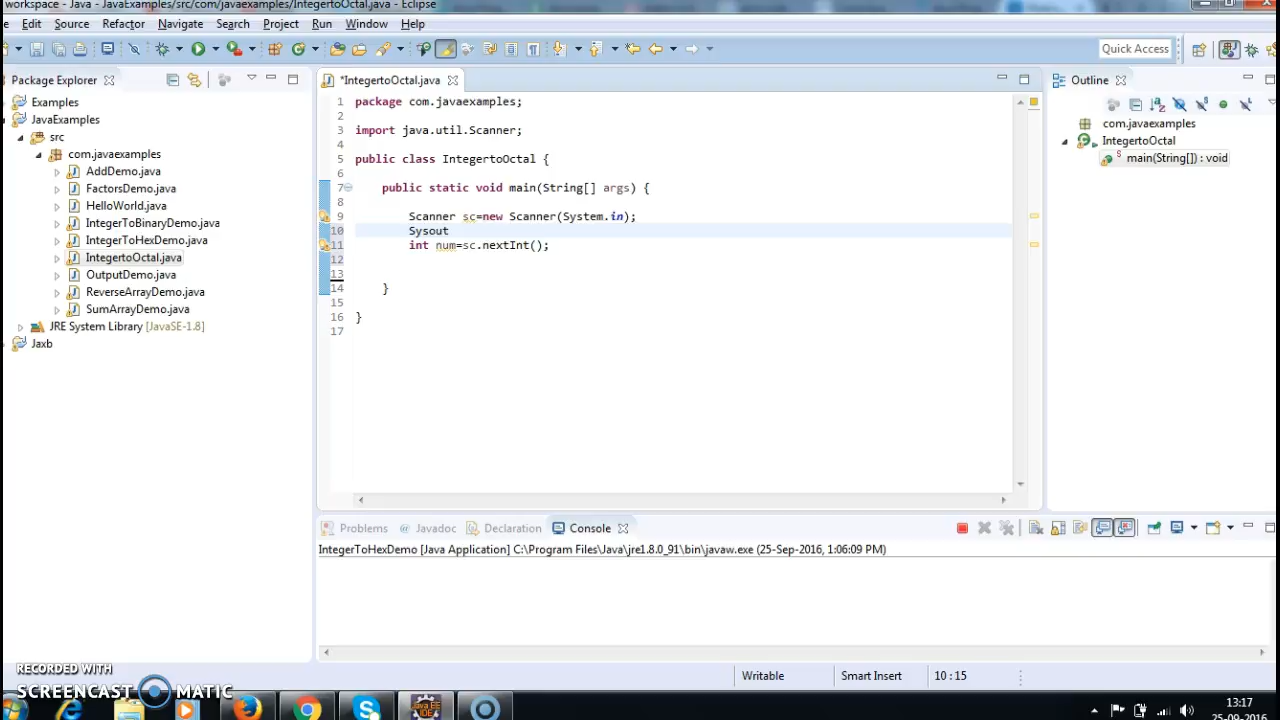 workspace - Java - JavaExamples/src/com/javaexamples/IntegertoOctal.java - Eclipse
Edit Source Refactor Navigate Search Project Run Window Help
Quick Access
Package Explorer
*IntegertoOctal.java
Outline
Examples
JavaExamples
src
com.javaexamples
AddDemo.java
FactorsDemo.java
HelloWorld.java
IntegerToBinaryDemo.java
IntegerToHexDemo.java
IntegertoOctal.java
OutputDemo.java
ReverseArrayDemo.java
SumArrayDemo.java
JRE System Library [JavaSE-1.8]
Jaxb
1 package com.javaexamples;
2
3 import java.util.Scanner;
4
5 public class IntegertoOctal {
6
7 public static void main(String[] args) {
8
9 Scanner sc=new Scanner(System.in);
10 Sysout
11 int num=sc.nextInt();
12
13
14 }
15
16 }
17
com.javaexamples
IntegertoOctal
main(String[]) : void
Problems @ Javadoc Declaration Console
IntegerToHexDemo [Java Application] C:\Program Files\Java\jre1.8.0_91\bin\javaw.exe (25-Sep-2016, 1:06:09 PM)
Writable Smart Insert 10 : 15
RECORDED WITH
SCREENCAST MATIC
Java EE
IDE
13:17
25-09-2016